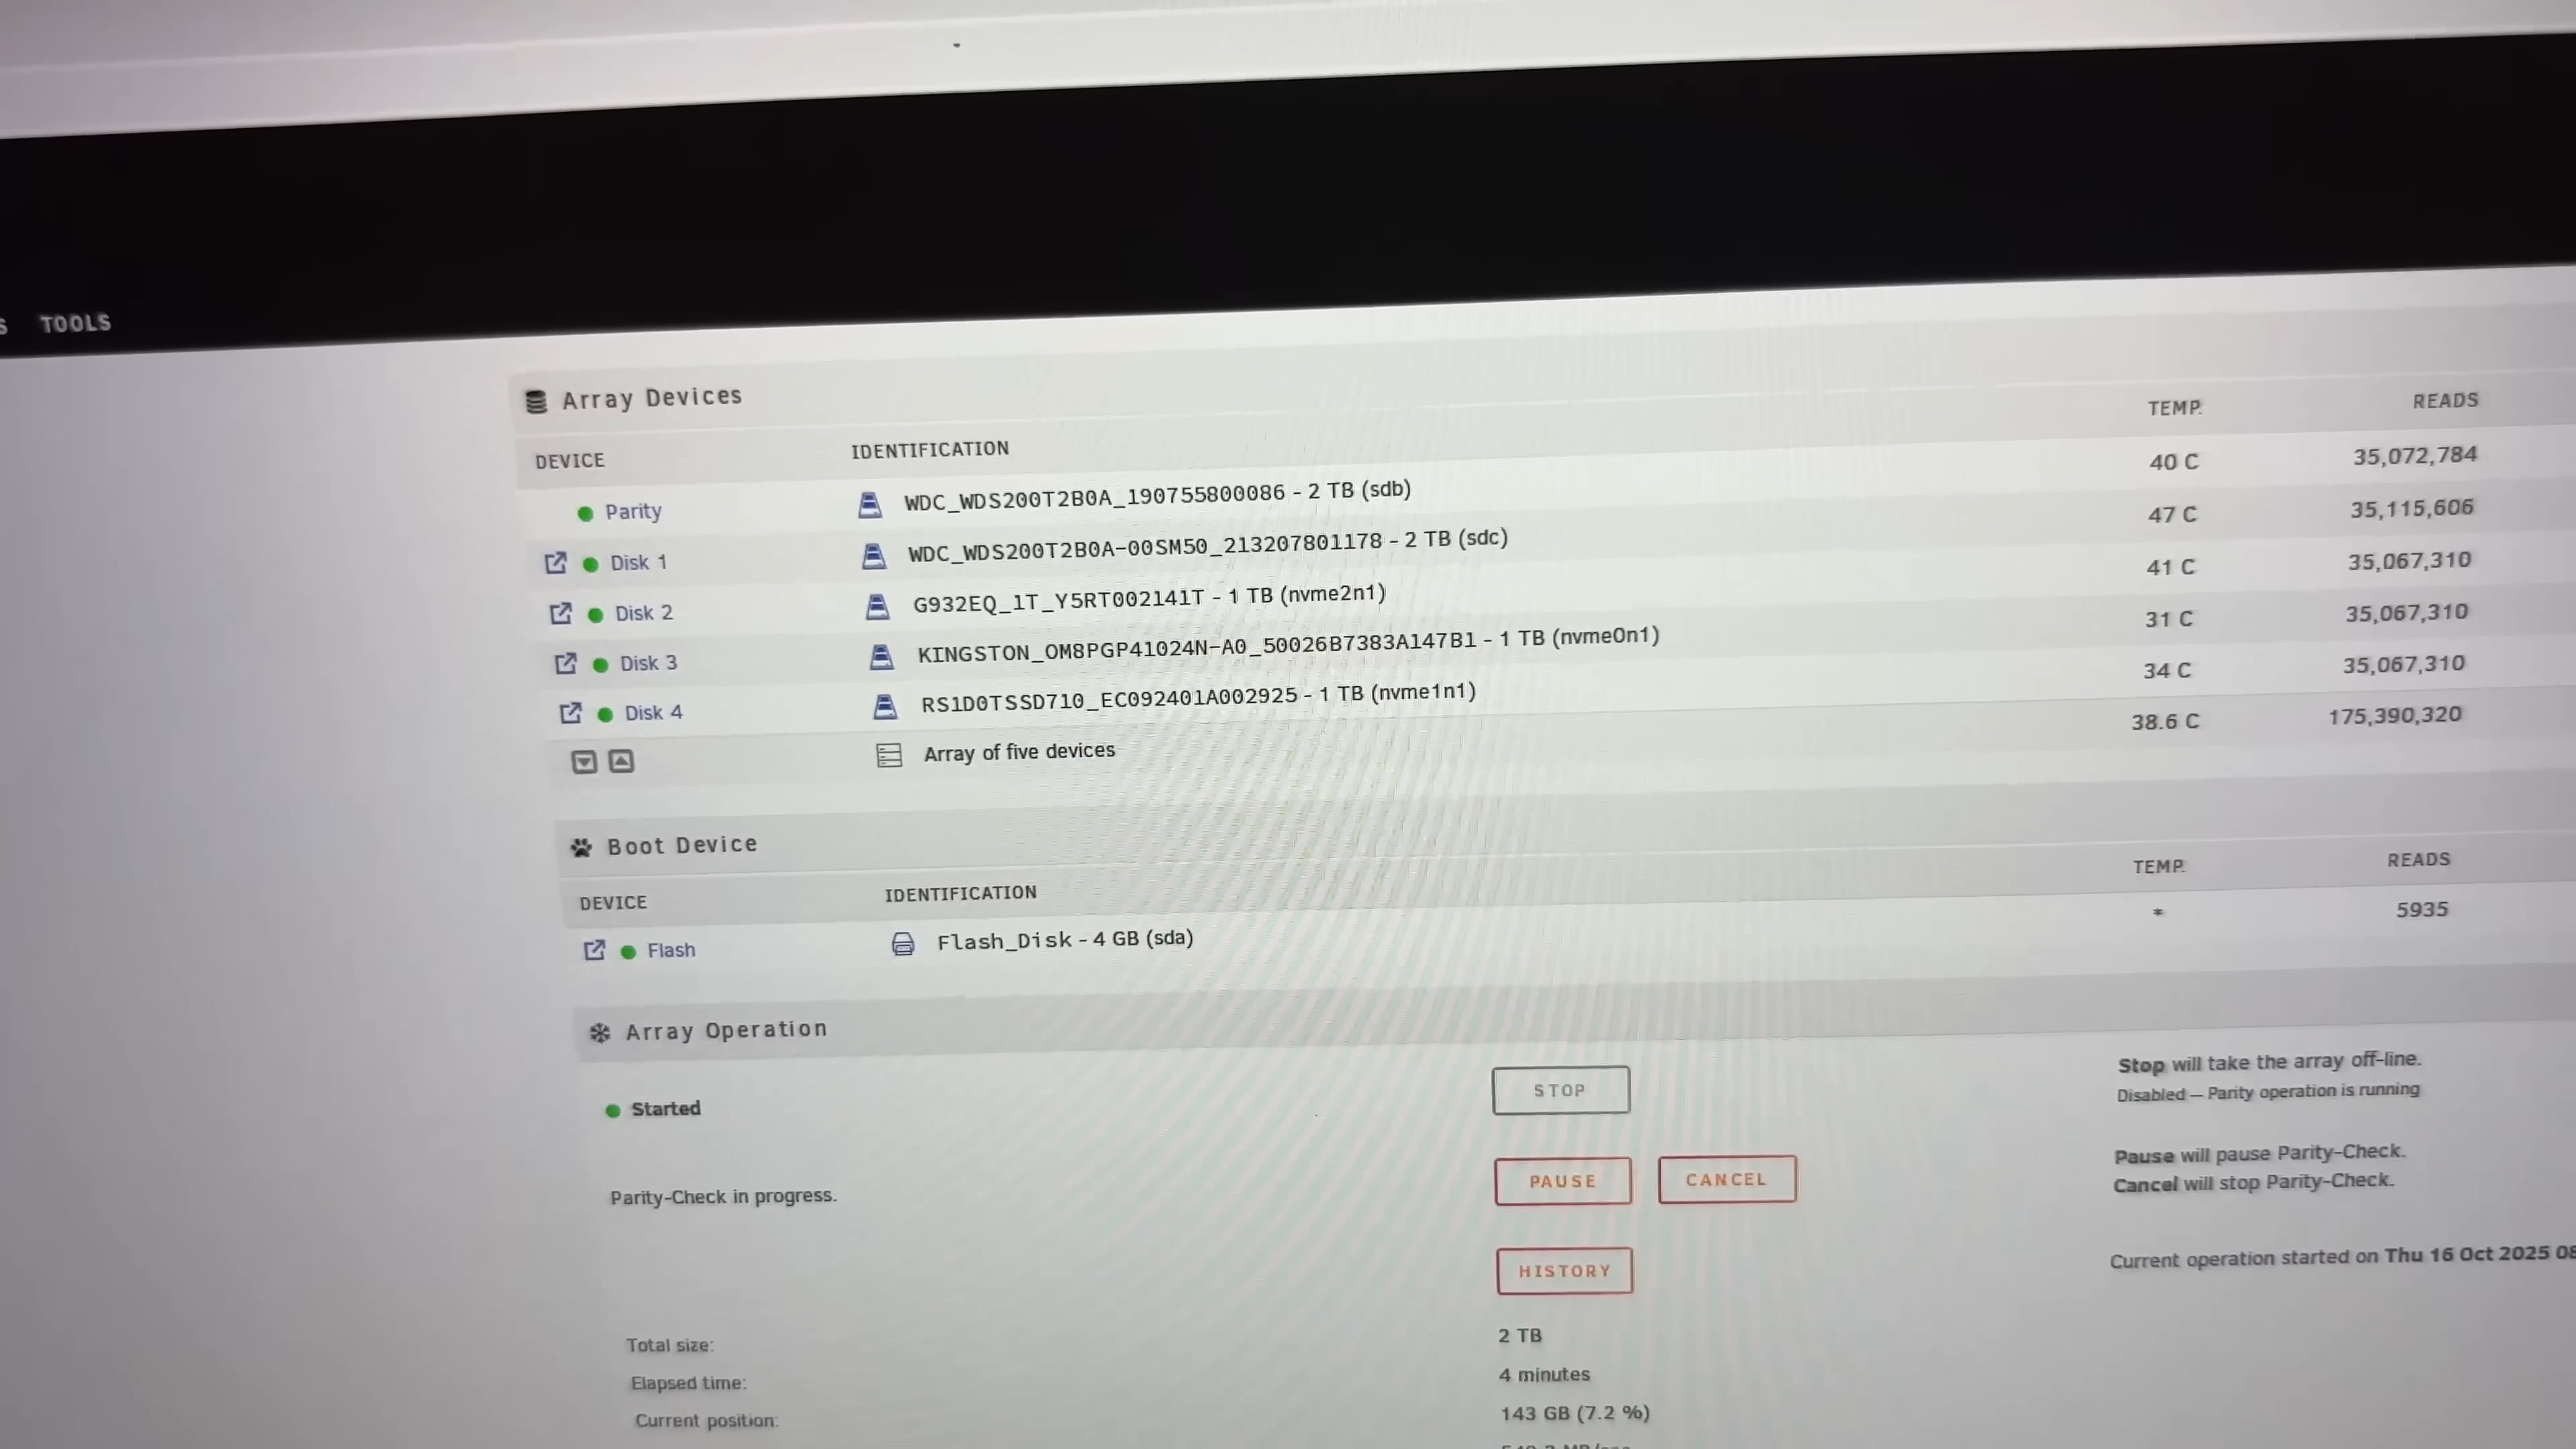 TOOLS
Array Devices
DEVICE IDENTIFICATION TEMP. READS
Parity WDC_WDS200T2B0A_190755800086 - 2 TB (sdb) 40 C 35,072,784
Disk 1 WDC_WDS200T2B0A-00SM50_213207801178 - 2 TB (sdc) 47 C 35,115,606
Disk 2 G932EQ_1T_Y5RT002141T - 1 TB (nvme2n1) 41 C 35,067,310
Disk 3 KINGSTON_OM8PGP41024N-A0_50026B7383A147B1 - 1 TB (nvme0n1) 31 C 35,067,310
Disk 4 RS1D0TSSD710_EC092401A002925 - 1 TB (nvme1n1) 34 C 35,067,310
Array of five devices 38.6 C 175,390,320
Boot Device
DEVICE IDENTIFICATION TEMP. READS
Flash Flash_Disk - 4 GB (sda) * 5935
Array Operation
Started STOP Stop will take the array off-line.
Disabled — Parity operation is running
Parity-Check in progress. PAUSE CANCEL Pause will pause Parity-Check.
Cancel will stop Parity-Check.
HISTORY Current operation started on Thu 16 Oct 2025 08
Total size: 2 TB
Elapsed time: 4 minutes
Current position: 143 GB (7.2 %)